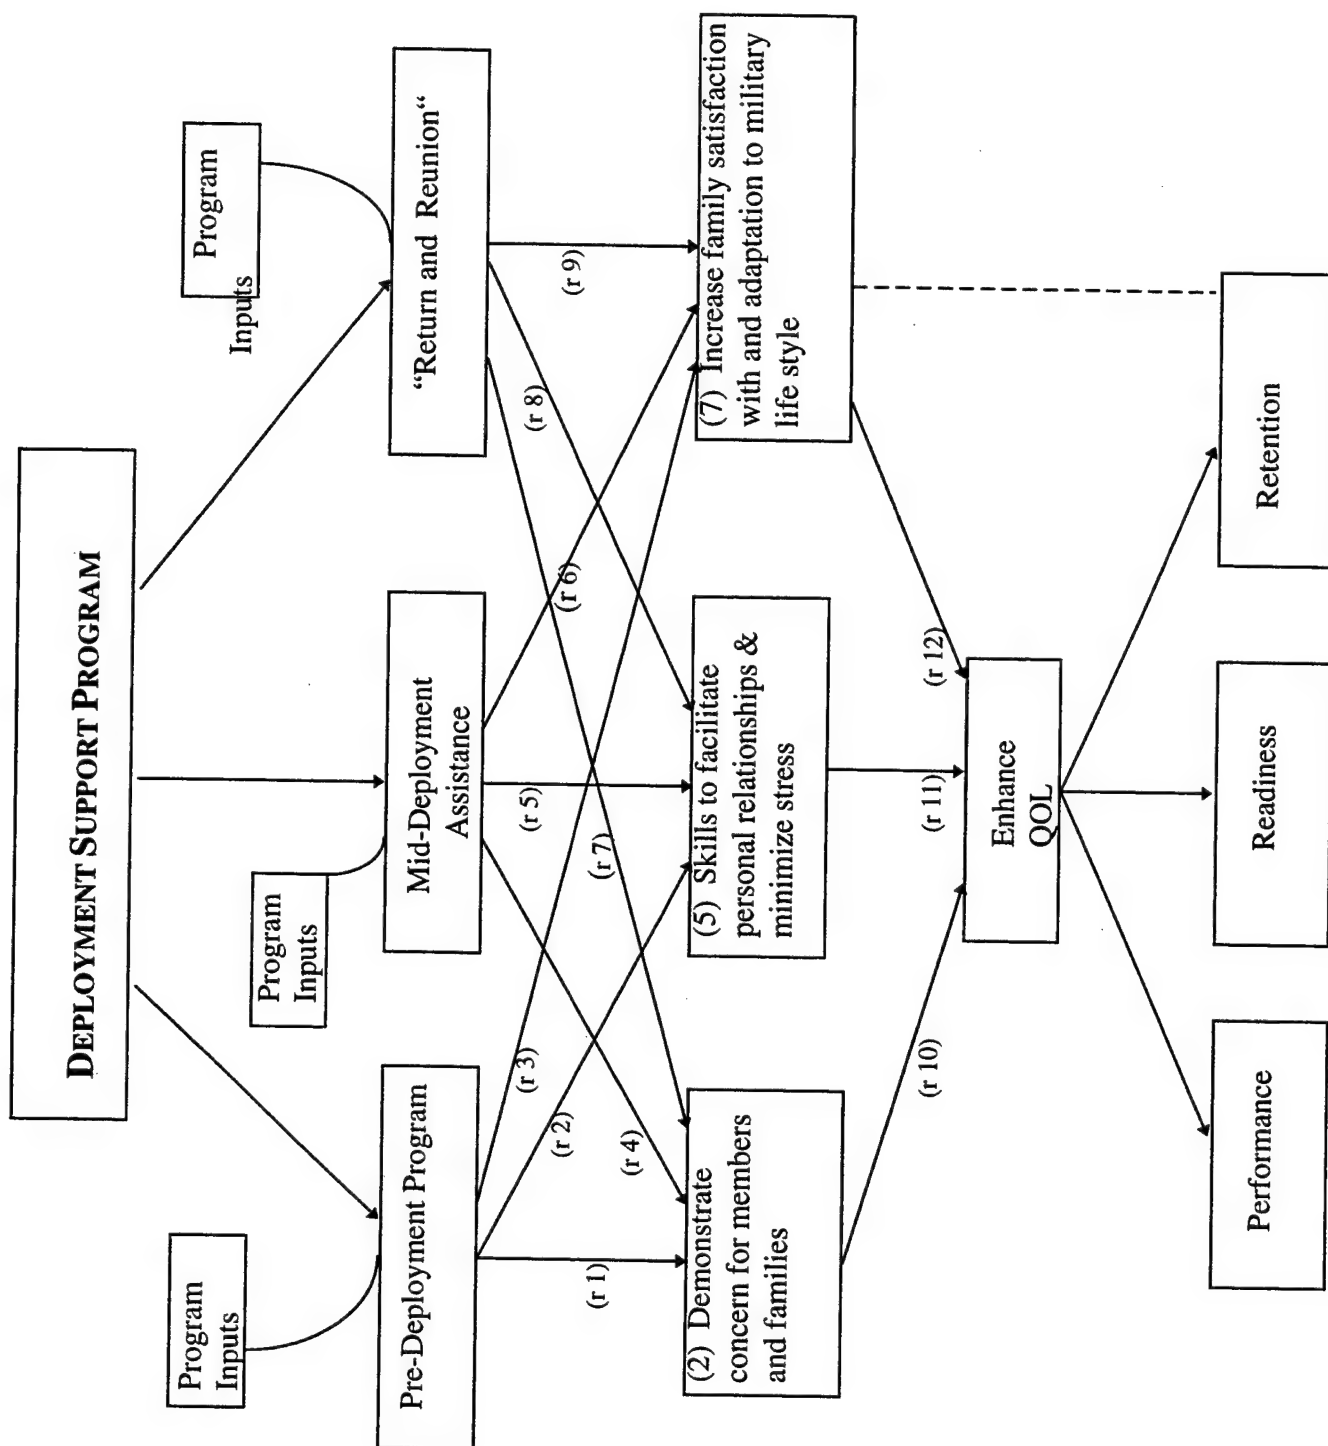 DEPLOYMENT SUPPORT PROGRAM
Program
Inputs
Program
Inputs
Program
Inputs
Pre-Deployment Program
Mid-Deployment
Assistance
“Return and Reunion“
(r 1)
(r 2)
(r 3)
(r 4)
(r 5)
(r 6)
(r 7)
(r 8)
(r 9)
(2) Demonstrate
concern for members
and families
(5) Skills to facilitate
personal relationships &
minimize stress
(7) Increase family satisfaction
with and adaptation to military
life style
(r 10)
(r 11)
(r 12)
Enhance
QOL
Performance
Readiness
Retention